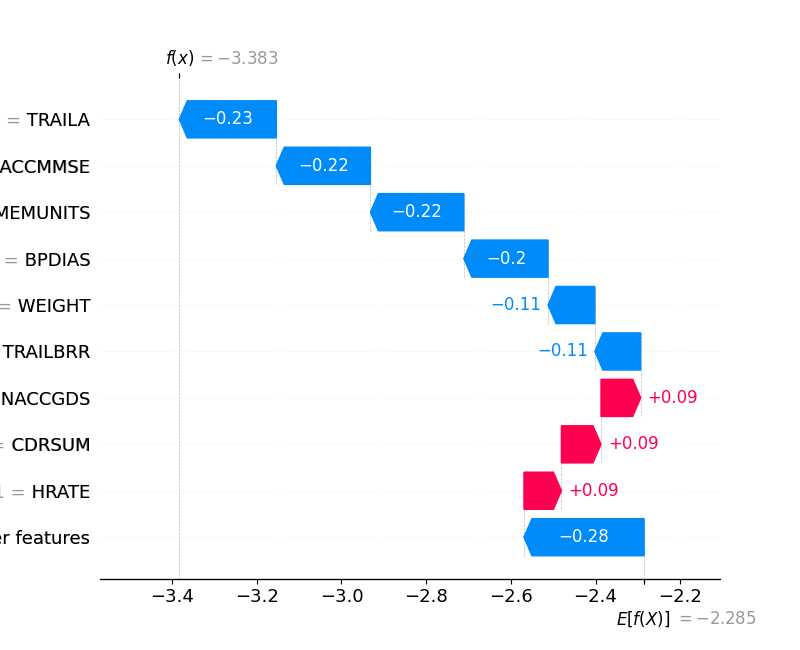 f(x) = −3.383
= TRAILA
−0.23
ACCMMSE
−0.22
MEMUNITS
−0.22
= BPDIAS
−0.2
= WEIGHT
−0.11
TRAILBRR
−0.11
NACCGDS
+0.09
= CDRSUM
+0.09
1 = HRATE
+0.09
er features
−0.28
−3.4 −3.2 −3.0 −2.8 −2.6 −2.4 −2.2
E[f(X)] = −2.285